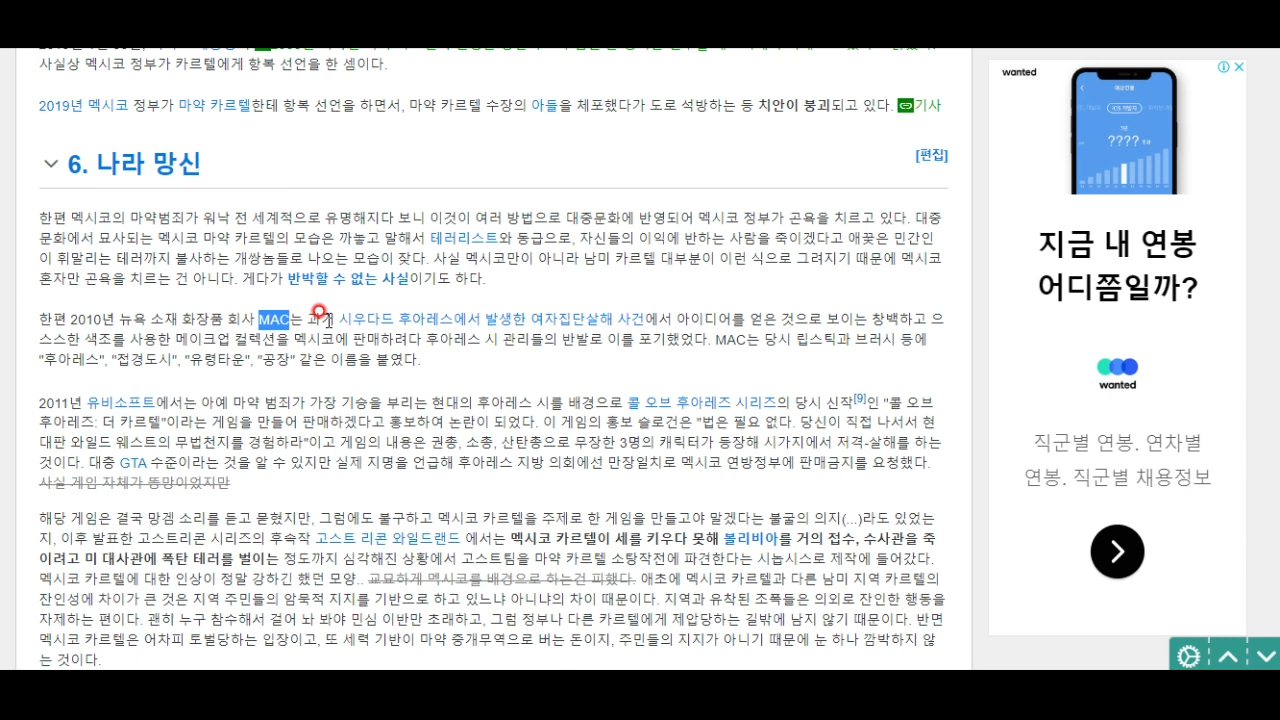 사실상 멕시코 정부가 카르텔에게 항복 선언을 한 셈이다.
2019년 멕시코 정부가 마약 카르텔한테 항복 선언을 하면서, 마약 카르텔 수장의 아들을 체포했다가 도로 석방하는 등 치안이 붕괴되고 있다. 기사
6. 나라 망신
[편집]
한편 멕시코의 마약범죄가 워낙 전 세계적으로 유명해지다 보니 이것이 여러 방법으로 대중문화에 반영되어 멕시코 정부가 곤욕을 치르고 있다. 대중
문화에서 묘사되는 멕시코 마약 카르텔의 모습은 까놓고 말해서 테러리스트와 동급으로, 자신들의 이익에 반하는 사람을 죽이겠다고 애꿎은 민간인
이 휘말리는 테러까지 불사하는 개쌍놈들로 나오는 모습이 잦다. 사실 멕시코만이 아니라 남미 카르텔 대부분이 이런 식으로 그려지기 때문에 멕시코
혼자만 곤욕을 치르는 건 아니다. 게다가 반박할 수 없는 사실이기도 하다.
한편 2010년 뉴욕 소재 화장품 회사 MAC는 시우다드 후아레스에서 발생한 여자집단살해 사건에서 아이디어를 얻은 것으로 보이는 창백하고 으
스스한 색조를 사용한 메이크업 컬렉션을 멕시코에 판매하려다 후아레스 시 관리들의 반발로 이를 포기했었다. MAC는 당시 립스틱과 브러시 등에
"후아레스", "접경도시", "유령타운", "공장" 같은 이름을 붙였다.
2011년 유비소프트에서는 아예 마약 범죄가 가장 기승을 부리는 현대의 후아레스 시를 배경으로 콜 오브 후아레즈 시리즈의 당시 신작[9]인 "콜 오브
후아레즈: 더 카르텔"이라는 게임을 만들어 판매하겠다고 홍보하여 논란이 되었다. 이 게임의 홍보 슬로건은 "법은 필요 없다. 당신이 직접 나서서 현
대판 와일드 웨스트의 무법천지를 경험하라"이고 게임의 내용은 권총, 소총, 산탄총으로 무장한 3명의 캐릭터가 등장해 시가지에서 저격-살해를 하는
것이다. 대충 GTA 수준이라는 것을 알 수 있지만 실제 지명을 언급해 후아레스 지방 의회에선 만장일치로 멕시코 연방정부에 판매금지를 요청했다.
사실 게임 자체가 똥망이었지만
해당 게임은 결국 망겜 소리를 듣고 묻혔지만, 그럼에도 불구하고 멕시코 카르텔을 주제로 한 게임을 만들고야 말겠다는 불굴의 의지(...)라도 있었는
지, 이후 발표한 고스트리콘 시리즈의 후속작 고스트 리콘 와일드랜드 에서는 멕시코 카르텔이 세를 키우다 못해 볼리비아를 거의 접수, 수사관을 죽
이려고 미 대사관에 폭탄 테러를 벌이는 정도까지 심각해진 상황에서 고스트팀을 마약 카르텔 소탕작전에 파견한다는 시놉시스로 제작에 들어갔다.
멕시코 카르텔에 대한 인상이 정말 강하긴 했던 모양.. 교묘하게 멕시코를 배경으로 하는건 피했다. 애초에 멕시코 카르텔과 다른 남미 지역 카르텔의
잔인성에 차이가 큰 것은 지역 주민들의 암묵적 지지를 기반으로 하고 있느냐 아니냐의 차이 때문이다. 지역과 유착된 조폭들은 의외로 잔인한 행동을
자제하는 편이다. 괜히 누구 참수해서 걸어 놔 봐야 민심 이반만 초래하고, 그럼 정부나 다른 카르텔에게 제압당하는 길밖에 남지 않기 때문이다. 반면
멕시코 카르텔은 어차피 토벌당하는 입장이고, 또 세력 기반이 마약 중개무역으로 버는 돈이지, 주민들의 지지가 아니기 때문에 눈 하나 깜박하지 않
는 것이다.
wanted
????
지금 내 연봉
어디쯤일까?
wanted
직군별 연봉. 연차별
연봉. 직군별 채용정보